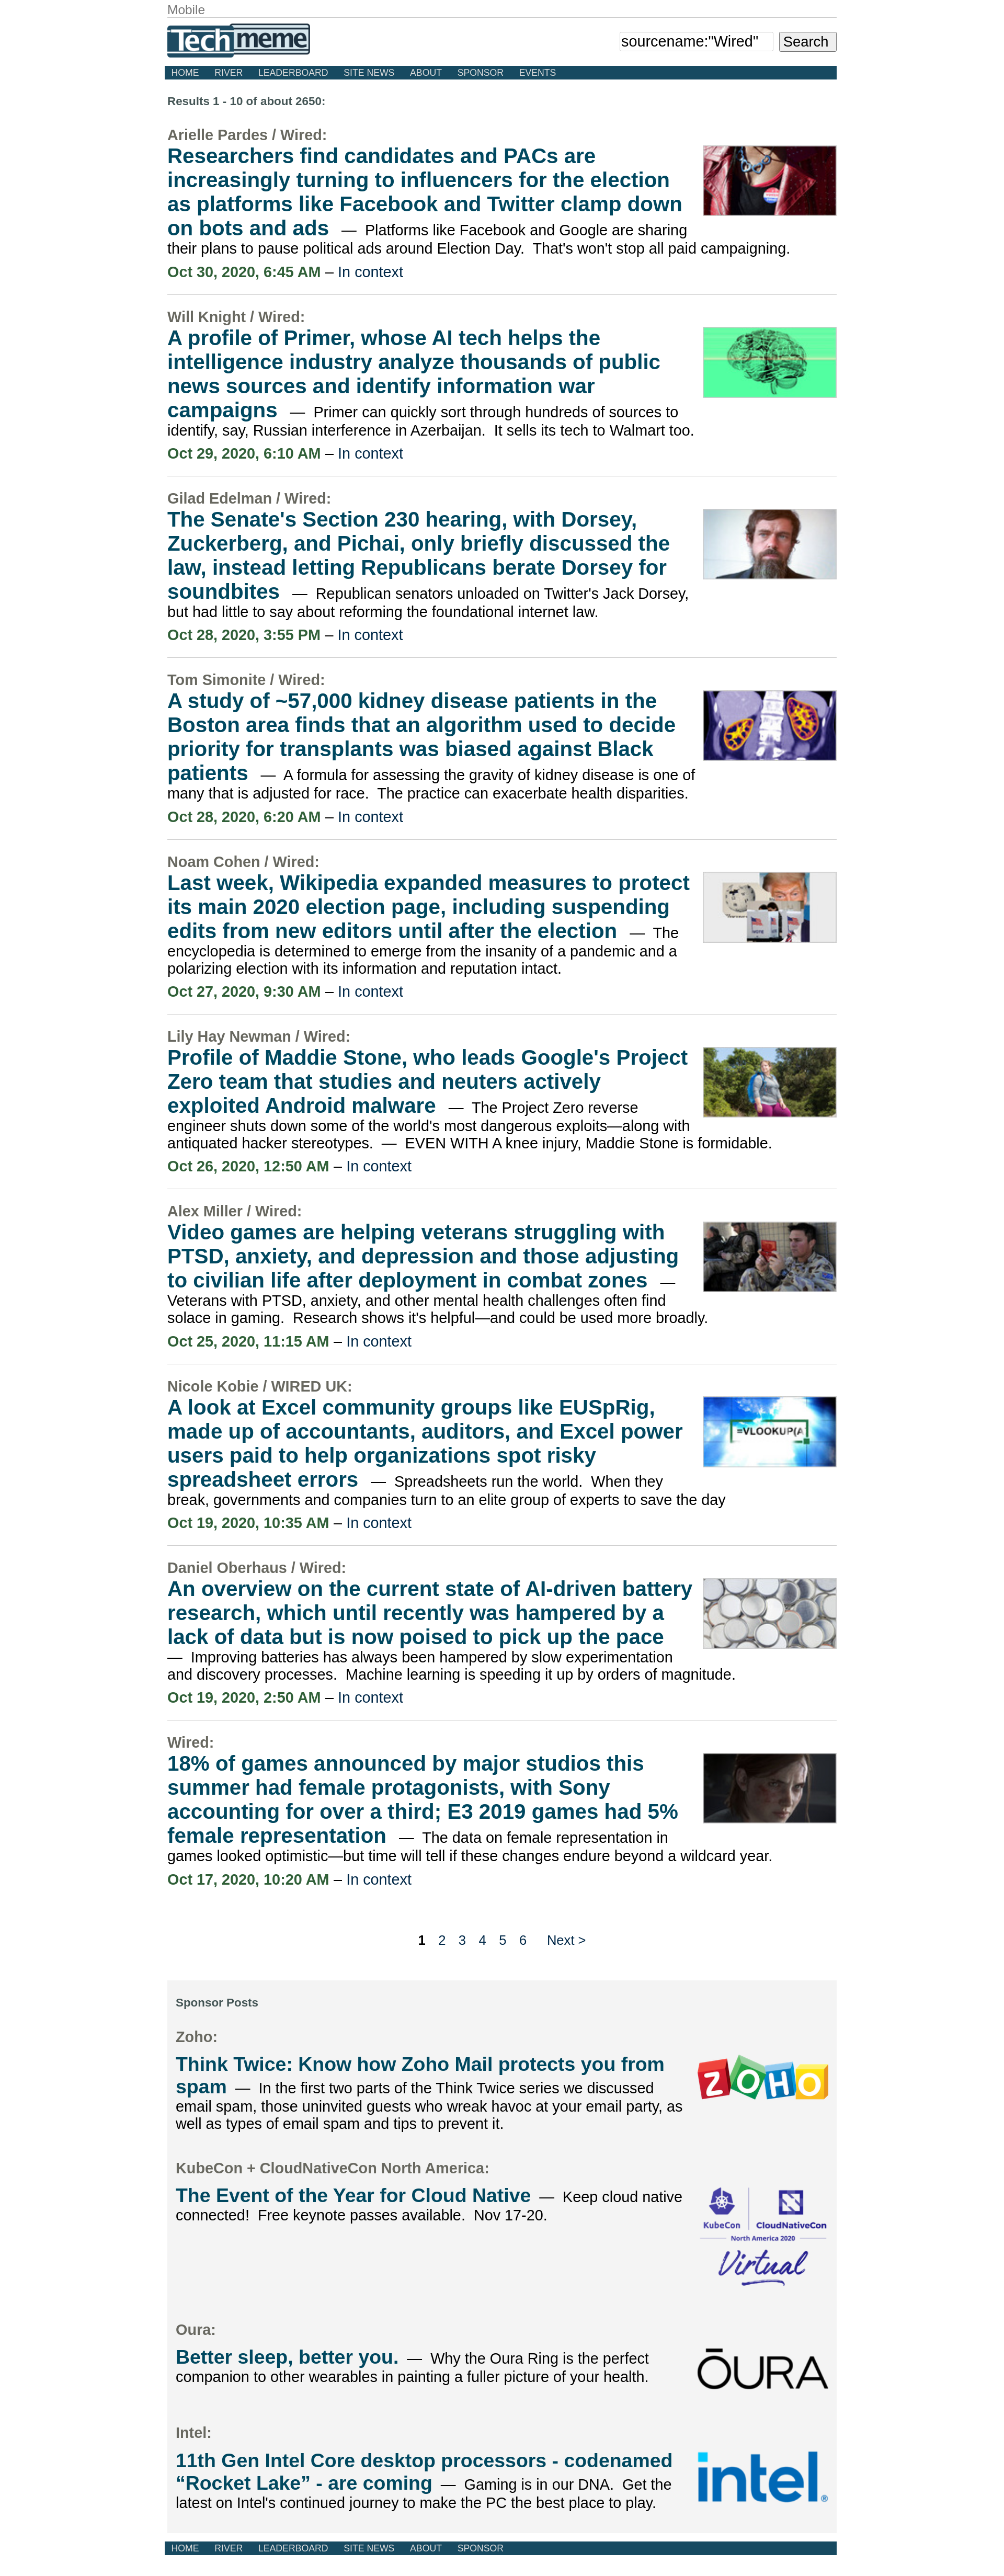 Mobile
Techmeme
sourcename:"Wired" Search
HOME RIVER LEADERBOARD SITE NEWS ABOUT SPONSOR EVENTS
Results 1 - 10 of about 2650:
Arielle Pardes / Wired:
Researchers find candidates and PACs are
increasingly turning to influencers for the election
as platforms like Facebook and Twitter clamp down
on bots and ads — Platforms like Facebook and Google are sharing
their plans to pause political ads around Election Day. That's won't stop all paid campaigning.
Oct 30, 2020, 6:45 AM – In context
Will Knight / Wired:
A profile of Primer, whose AI tech helps the
intelligence industry analyze thousands of public
news sources and identify information war
campaigns — Primer can quickly sort through hundreds of sources to
identify, say, Russian interference in Azerbaijan. It sells its tech to Walmart too.
Oct 29, 2020, 6:10 AM – In context
Gilad Edelman / Wired:
The Senate's Section 230 hearing, with Dorsey,
Zuckerberg, and Pichai, only briefly discussed the
law, instead letting Republicans berate Dorsey for
soundbites — Republican senators unloaded on Twitter's Jack Dorsey,
but had little to say about reforming the foundational internet law.
Oct 28, 2020, 3:55 PM – In context
Tom Simonite / Wired:
A study of ~57,000 kidney disease patients in the
Boston area finds that an algorithm used to decide
priority for transplants was biased against Black
patients — A formula for assessing the gravity of kidney disease is one of
many that is adjusted for race. The practice can exacerbate health disparities.
Oct 28, 2020, 6:20 AM – In context
Noam Cohen / Wired:
Last week, Wikipedia expanded measures to protect
its main 2020 election page, including suspending
edits from new editors until after the election — The
encyclopedia is determined to emerge from the insanity of a pandemic and a
polarizing election with its information and reputation intact.
Oct 27, 2020, 9:30 AM – In context
Lily Hay Newman / Wired:
Profile of Maddie Stone, who leads Google's Project
Zero team that studies and neuters actively
exploited Android malware — The Project Zero reverse
engineer shuts down some of the world's most dangerous exploits—along with
antiquated hacker stereotypes. — EVEN WITH A knee injury, Maddie Stone is formidable.
Oct 26, 2020, 12:50 AM – In context
Alex Miller / Wired:
Video games are helping veterans struggling with
PTSD, anxiety, and depression and those adjusting
to civilian life after deployment in combat zones —
Veterans with PTSD, anxiety, and other mental health challenges often find
solace in gaming. Research shows it's helpful—and could be used more broadly.
Oct 25, 2020, 11:15 AM – In context
Nicole Kobie / WIRED UK:
A look at Excel community groups like EUSpRig,
made up of accountants, auditors, and Excel power
users paid to help organizations spot risky
spreadsheet errors — Spreadsheets run the world. When they
break, governments and companies turn to an elite group of experts to save the day
=VLOOKUP(A
Oct 19, 2020, 10:35 AM – In context
Daniel Oberhaus / Wired:
An overview on the current state of AI-driven battery
research, which until recently was hampered by a
lack of data but is now poised to pick up the pace
— Improving batteries has always been hampered by slow experimentation
and discovery processes. Machine learning is speeding it up by orders of magnitude.
Oct 19, 2020, 2:50 AM – In context
Wired:
18% of games announced by major studios this
summer had female protagonists, with Sony
accounting for over a third; E3 2019 games had 5%
female representation — The data on female representation in
games looked optimistic—but time will tell if these changes endure beyond a wildcard year.
Oct 17, 2020, 10:20 AM – In context
1 2 3 4 5 6 Next >
Sponsor Posts
Zoho:
Think Twice: Know how Zoho Mail protects you from
spam — In the first two parts of the Think Twice series we discussed
email spam, those uninvited guests who wreak havoc at your email party, as
well as types of email spam and tips to prevent it.
ZOHO
KubeCon + CloudNativeCon North America:
The Event of the Year for Cloud Native — Keep cloud native
connected! Free keynote passes available. Nov 17-20.
KubeCon CloudNativeCon
North America 2020
Virtual
Oura:
Better sleep, better you. — Why the Oura Ring is the perfect
companion to other wearables in painting a fuller picture of your health.
ŌURA
Intel:
11th Gen Intel Core desktop processors - codenamed
“Rocket Lake” - are coming — Gaming is in our DNA. Get the
latest on Intel's continued journey to make the PC the best place to play.
intel.®
HOME RIVER LEADERBOARD SITE NEWS ABOUT SPONSOR